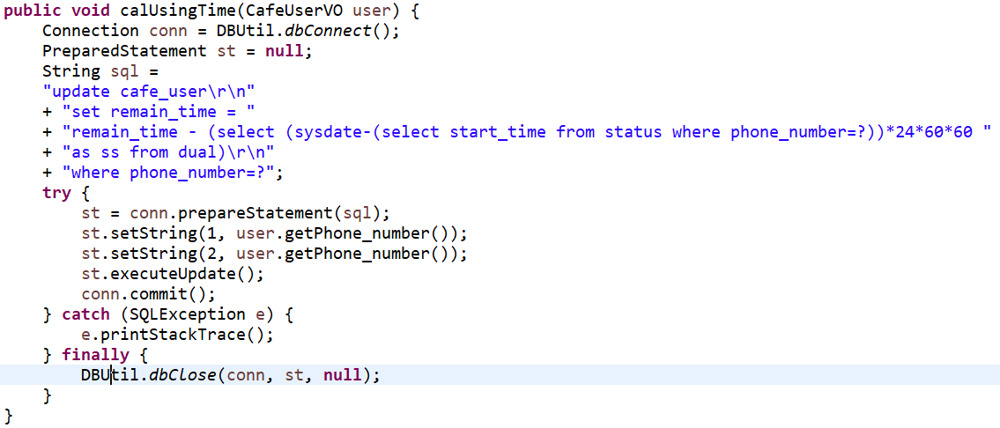 public void calUsingTime(CafeUserVO user) {
    Connection conn = DBUtil.dbConnect();
    PreparedStatement st = null;
    String sql =
    "update cafe_user\r\n"
    + "set remain_time = "
    + "remain_time - (select (sysdate-(select start_time from status where phone_number=?))*24*60*60 "
    + "as ss from dual)\r\n"
    + "where phone_number=?";
    try {
        st = conn.prepareStatement(sql);
        st.setString(1, user.getPhone_number());
        st.setString(2, user.getPhone_number());
        st.executeUpdate();
        conn.commit();
    } catch (SQLException e) {
        e.printStackTrace();
    } finally {
        DBUtil.dbClose(conn, st, null);
    }
}